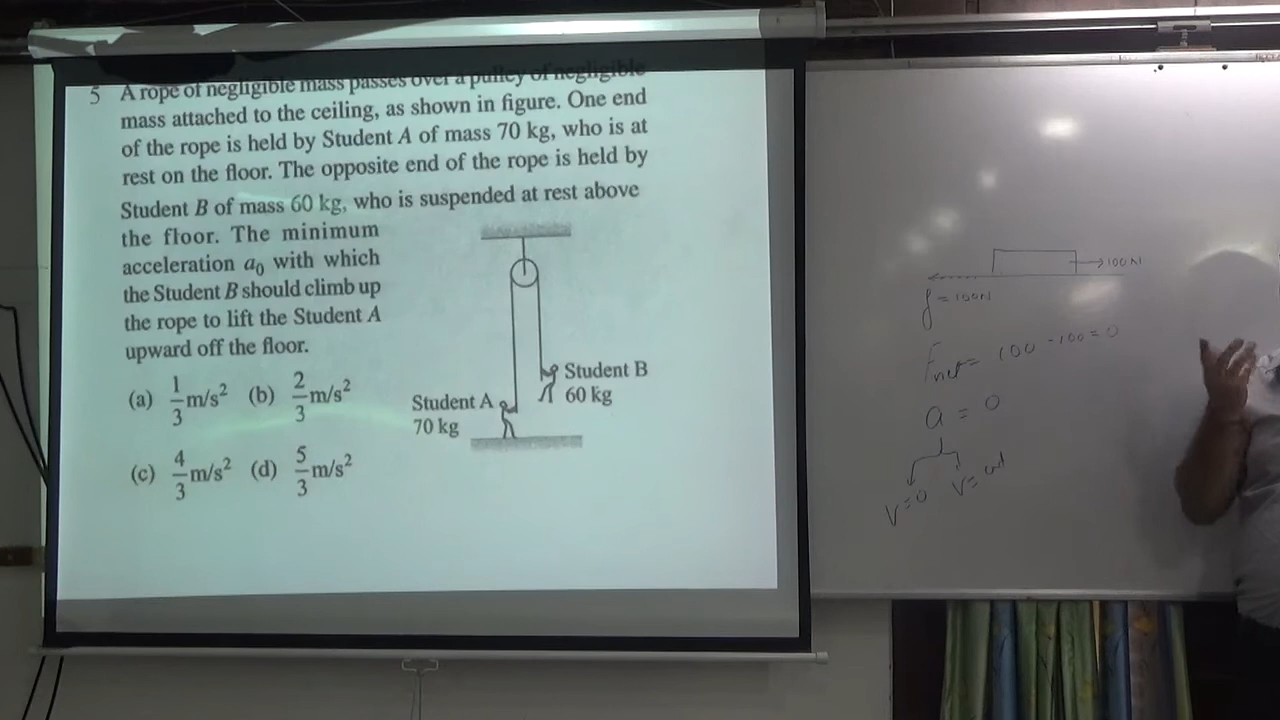 5 A rope of negligible mass passes over a pulley of negligible
mass attached to the ceiling, as shown in figure. One end
of the rope is held by Student A of mass 70 kg, who is at
rest on the floor. The opposite end of the rope is held by
Student B of mass 60 kg, who is suspended at rest above
the floor. The minimum
acceleration a₀ with which
the Student B should climb up
the rope to lift the Student A
upward off the floor.
(a) 1/3 m/s² (b) 2/3 m/s²
(c) 4/3 m/s² (d) 5/3 m/s²
Student B
60 kg
Student A
70 kg
100 N
f = 100N
Fnet = 100 - 100 = 0
a = 0
V=0 V=